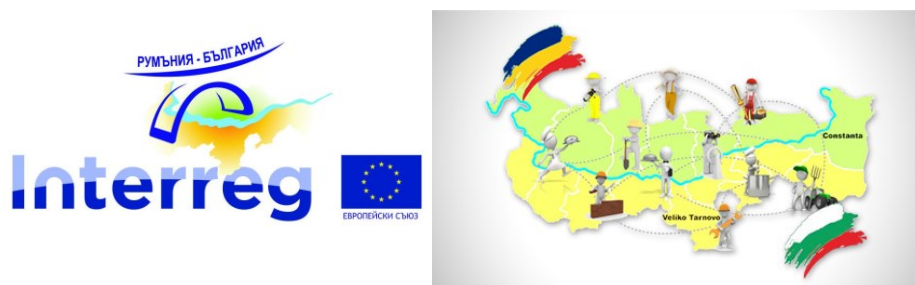 РУМЪНИЯ - БЪЛГАРИЯ
Interreg
ЕВРОПЕЙСКИ СЪЮЗ
Constanta
Veliko Tarnovo